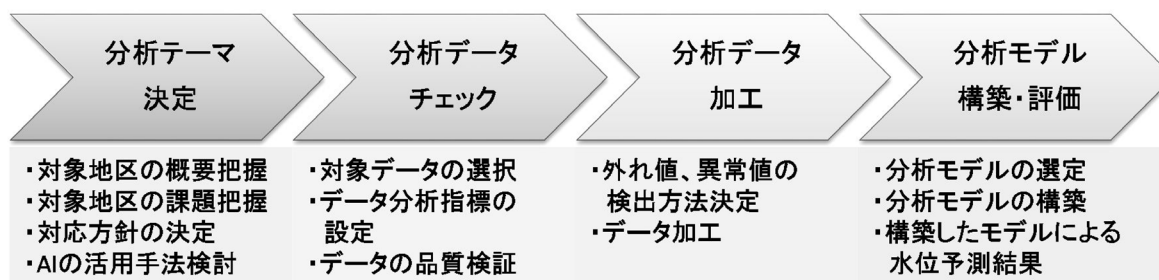 分析テーマ
決定
・対象地区の概要把握
・対象地区の課題把握
・対応方針の決定
・AIの活用手法検討
分析データ
チェック
・対象データの選択
・データ分析指標の
設定
・データの品質検証
分析データ
加工
・外れ値、異常値の
検出方法決定
・データ加工
分析モデル
構築・評価
・分析モデルの選定
・分析モデルの構築
・構築したモデルによる
水位予測結果